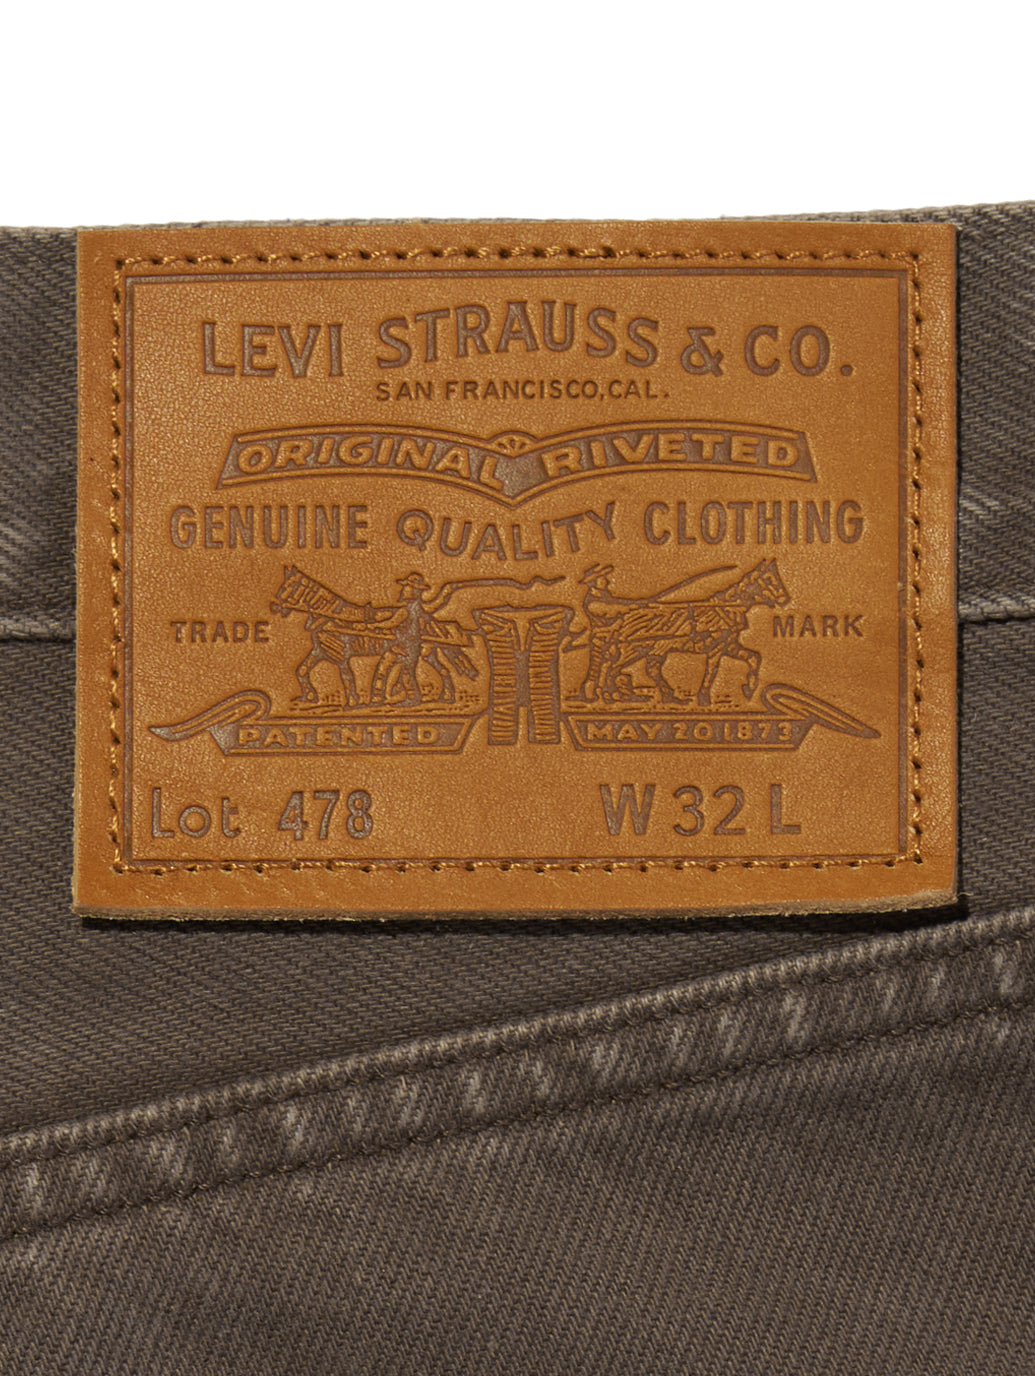 LEVI STRAUSS & CO.
SAN FRANCISCO, CAL.
ORIGINAL RIVETED
GENUINE QUALITY CLOTHING
TRADE MARK
PATENTED MAY 20 1873
Lot 478 W 32 L